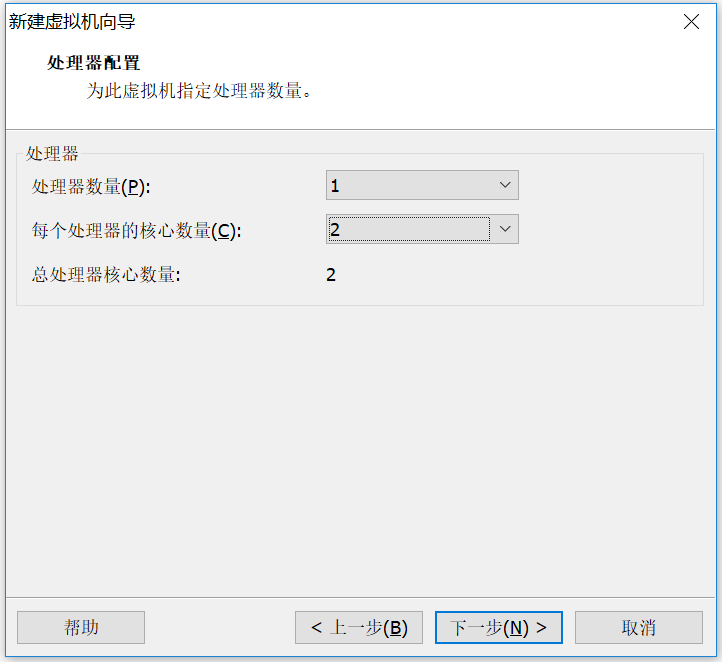 新建虚拟机向导
处理器配置
为此虚拟机指定处理器数量。
处理器
处理器数量(P): 1
每个处理器的核心数量(C): 2
总处理器核心数量: 2
帮助 < 上一步(B) 下一步(N) > 取消